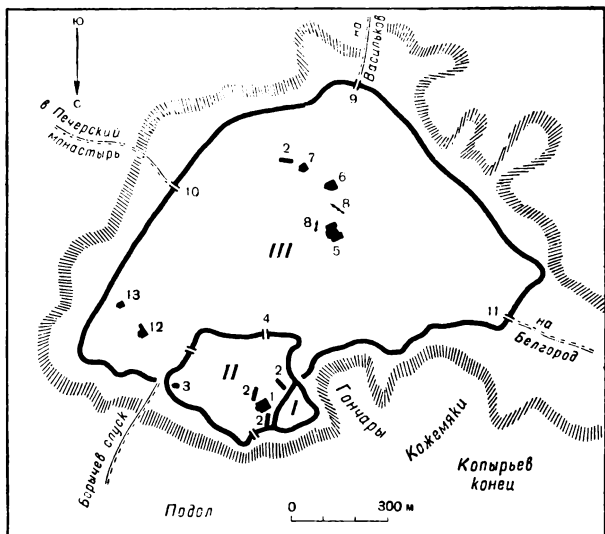 Ю
С
на
Васильков
9
в Печерский
монастырь
10
2
7
6
8
8
5
III
13
12
4
11
на
Белгород
3
II
2
2
1
2
I
Гончары
Кожемяки
Копырьев
конец
Боричев спуск
Подол
0 300 м